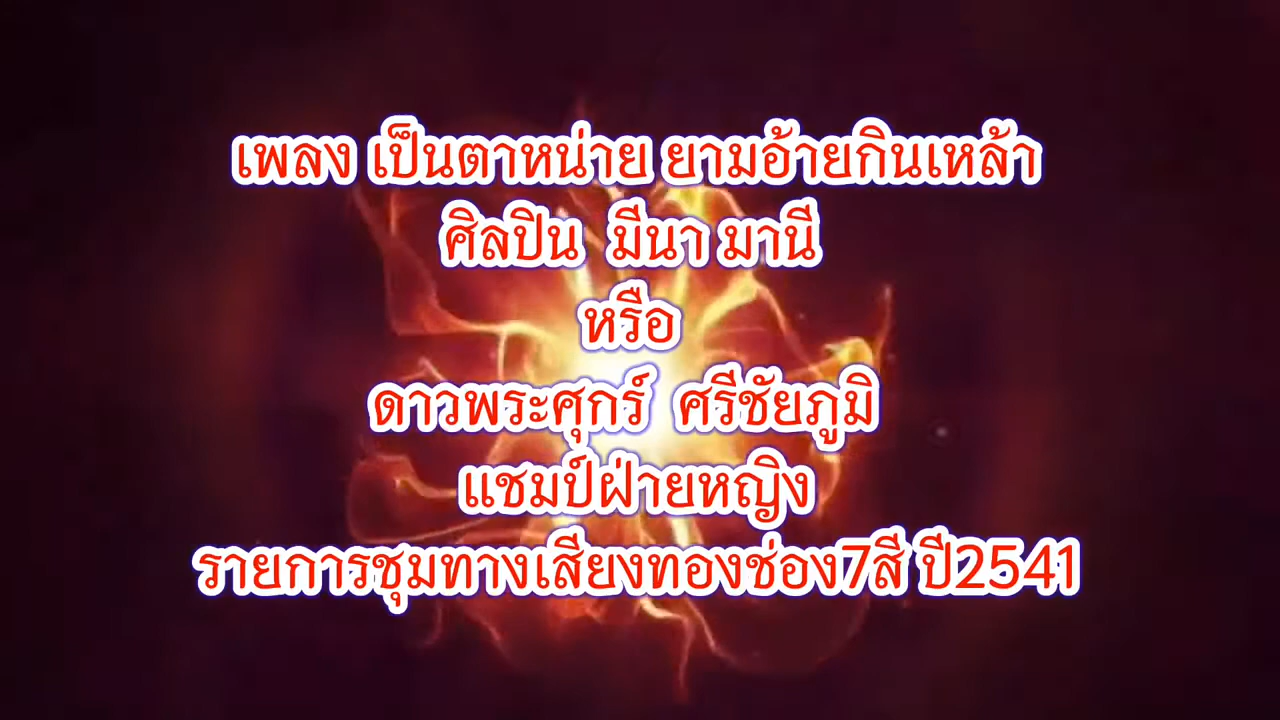 เพลง เป็นตาหน่าย ยามอ้ายกินเหล้า
ศิลปิน มีนา มานี
หรือ
ดาวพระศุกร์ ศรีชัยภูมิ
แชมป์ฝ่ายหญิง
รายการชุมทางเสียงทองช่อง7สี ปี2541